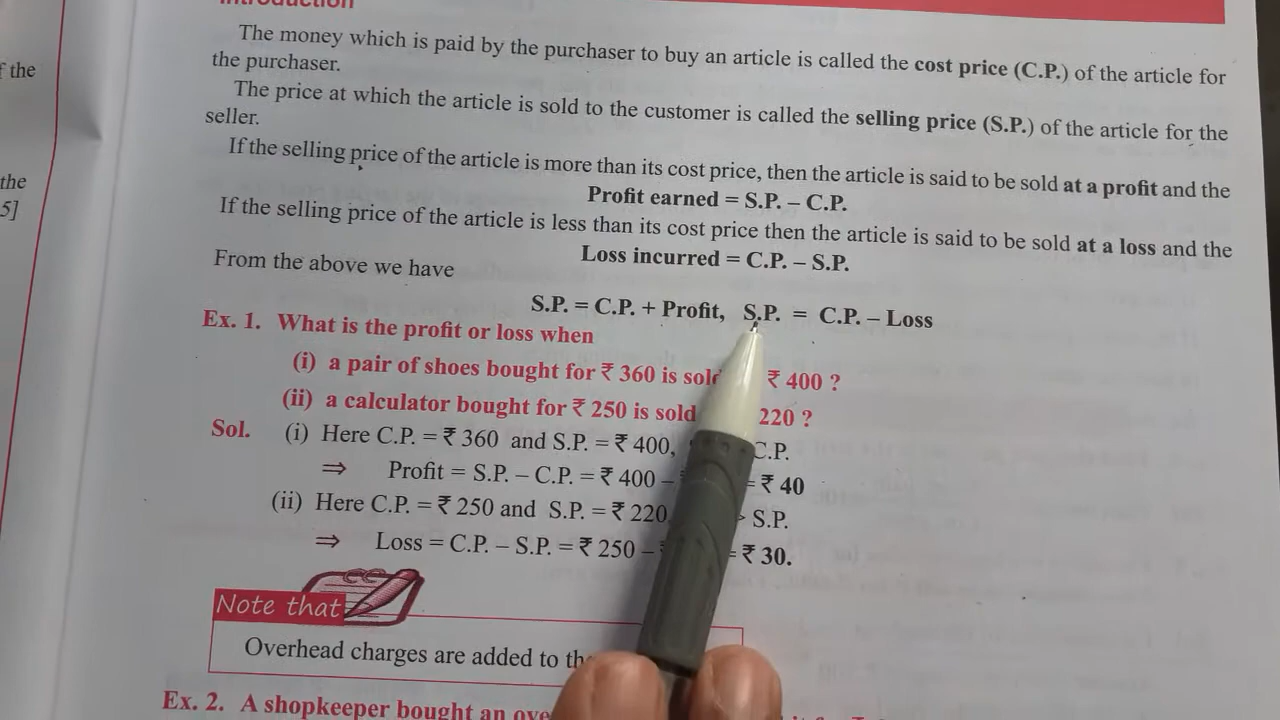 Introduction
The money which is paid by the purchaser to buy an article is called the cost price (C.P.) of the article for
the purchaser.
The price at which the article is sold to the customer is called the selling price (S.P.) of the article for the
seller.
If the selling price of the article is more than its cost price, then the article is said to be sold at a profit and the
Profit earned = S.P. – C.P.
If the selling price of the article is less than its cost price then the article is said to be sold at a loss and the
Loss incurred = C.P. – S.P.
From the above we have
S.P. = C.P. + Profit, S.P. = C.P. – Loss
Ex. 1. What is the profit or loss when
(i) a pair of shoes bought for ₹ 360 is sold ₹ 400 ?
(ii) a calculator bought for ₹ 250 is sold 220 ?
Sol. (i) Here C.P. = ₹ 360 and S.P. = ₹ 400, C.P.
⇒ Profit = S.P. – C.P. = ₹ 400 – = ₹ 40
(ii) Here C.P. = ₹ 250 and S.P. = ₹ 220 > S.P.
⇒ Loss = C.P. – S.P. = ₹ 250 – = ₹ 30.
Note that
Overhead charges are added to
Ex. 2. A shopkeeper bought an
f the
the
5]